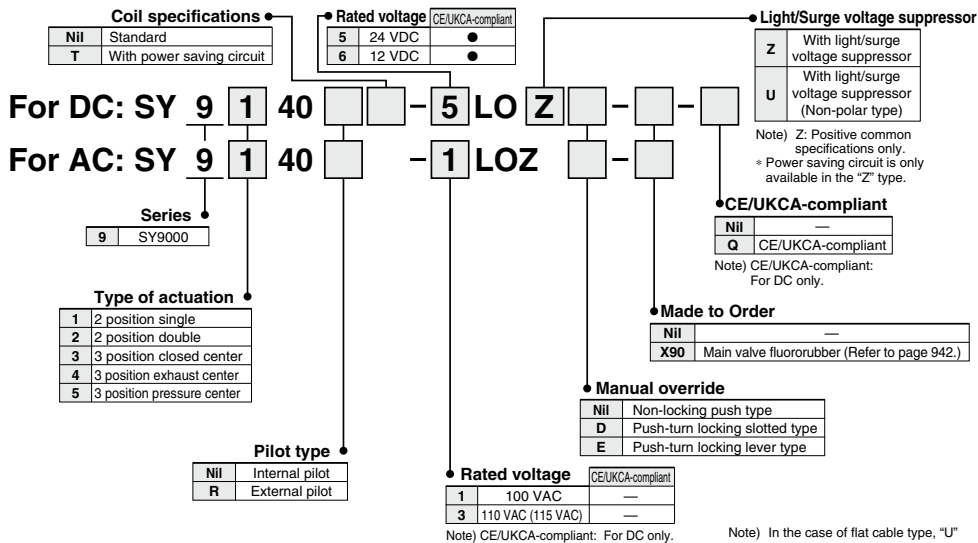 Coil specifications
Nil Standard
T With power saving circuit
Rated voltage CE/UKCA-compliant
5 24 VDC ●
6 12 VDC ●
Light/Surge voltage suppressor
Z With light/surge
voltage suppressor
U With light/surge
voltage suppressor
(Non-polar type)
Note) Z: Positive common
specifications only.
* Power saving circuit is only
available in the “Z” type.
For DC: SY 9 1 40 – 5 LO Z – –
For AC: SY 9 1 40 – 1 LOZ –
Series
9 SY9000
CE/UKCA-compliant
Nil —
Q CE/UKCA-compliant
Note) CE/UKCA-compliant:
For DC only.
Type of actuation
1 2 position single
2 2 position double
3 3 position closed center
4 3 position exhaust center
5 3 position pressure center
Made to Order
Nil —
X90 Main valve fluororubber (Refer to page 942.)
Manual override
Nil Non-locking push type
D Push-turn locking slotted type
E Push-turn locking lever type
Pilot type
Nil Internal pilot
R External pilot
Rated voltage CE/UKCA-compliant
1 100 VAC —
3 110 VAC (115 VAC) —
Note) CE/UKCA-compliant: For DC only.
Note) In the case of flat cable type, “U”